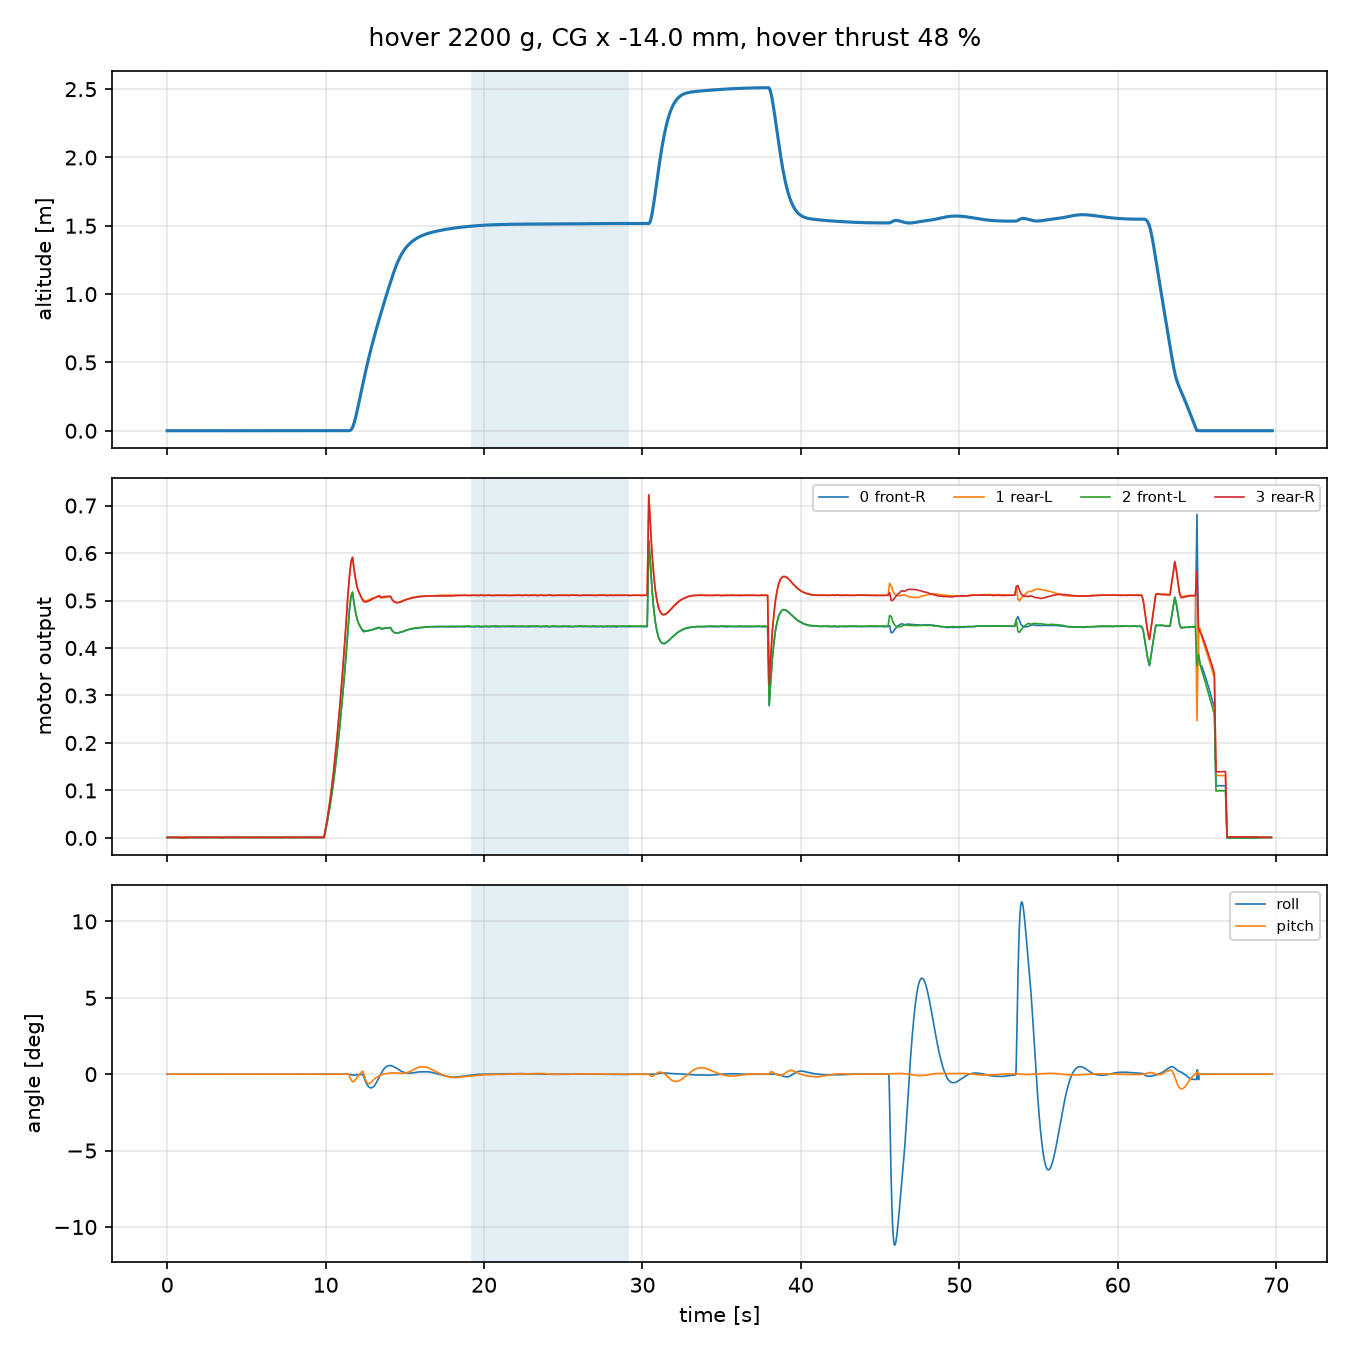 hover 2200 g, CG x -14.0 mm, hover thrust 48 %
2.5
2.0
1.5
1.0
0.5
0.0
altitude [m]
0 front-R 1 rear-L 2 front-L 3 rear-R
0.7
0.6
0.5
0.4
0.3
0.2
0.1
0.0
motor output
roll
pitch
10
5
0
−5
−10
angle [deg]
0 10 20 30 40 50 60 70
time [s]